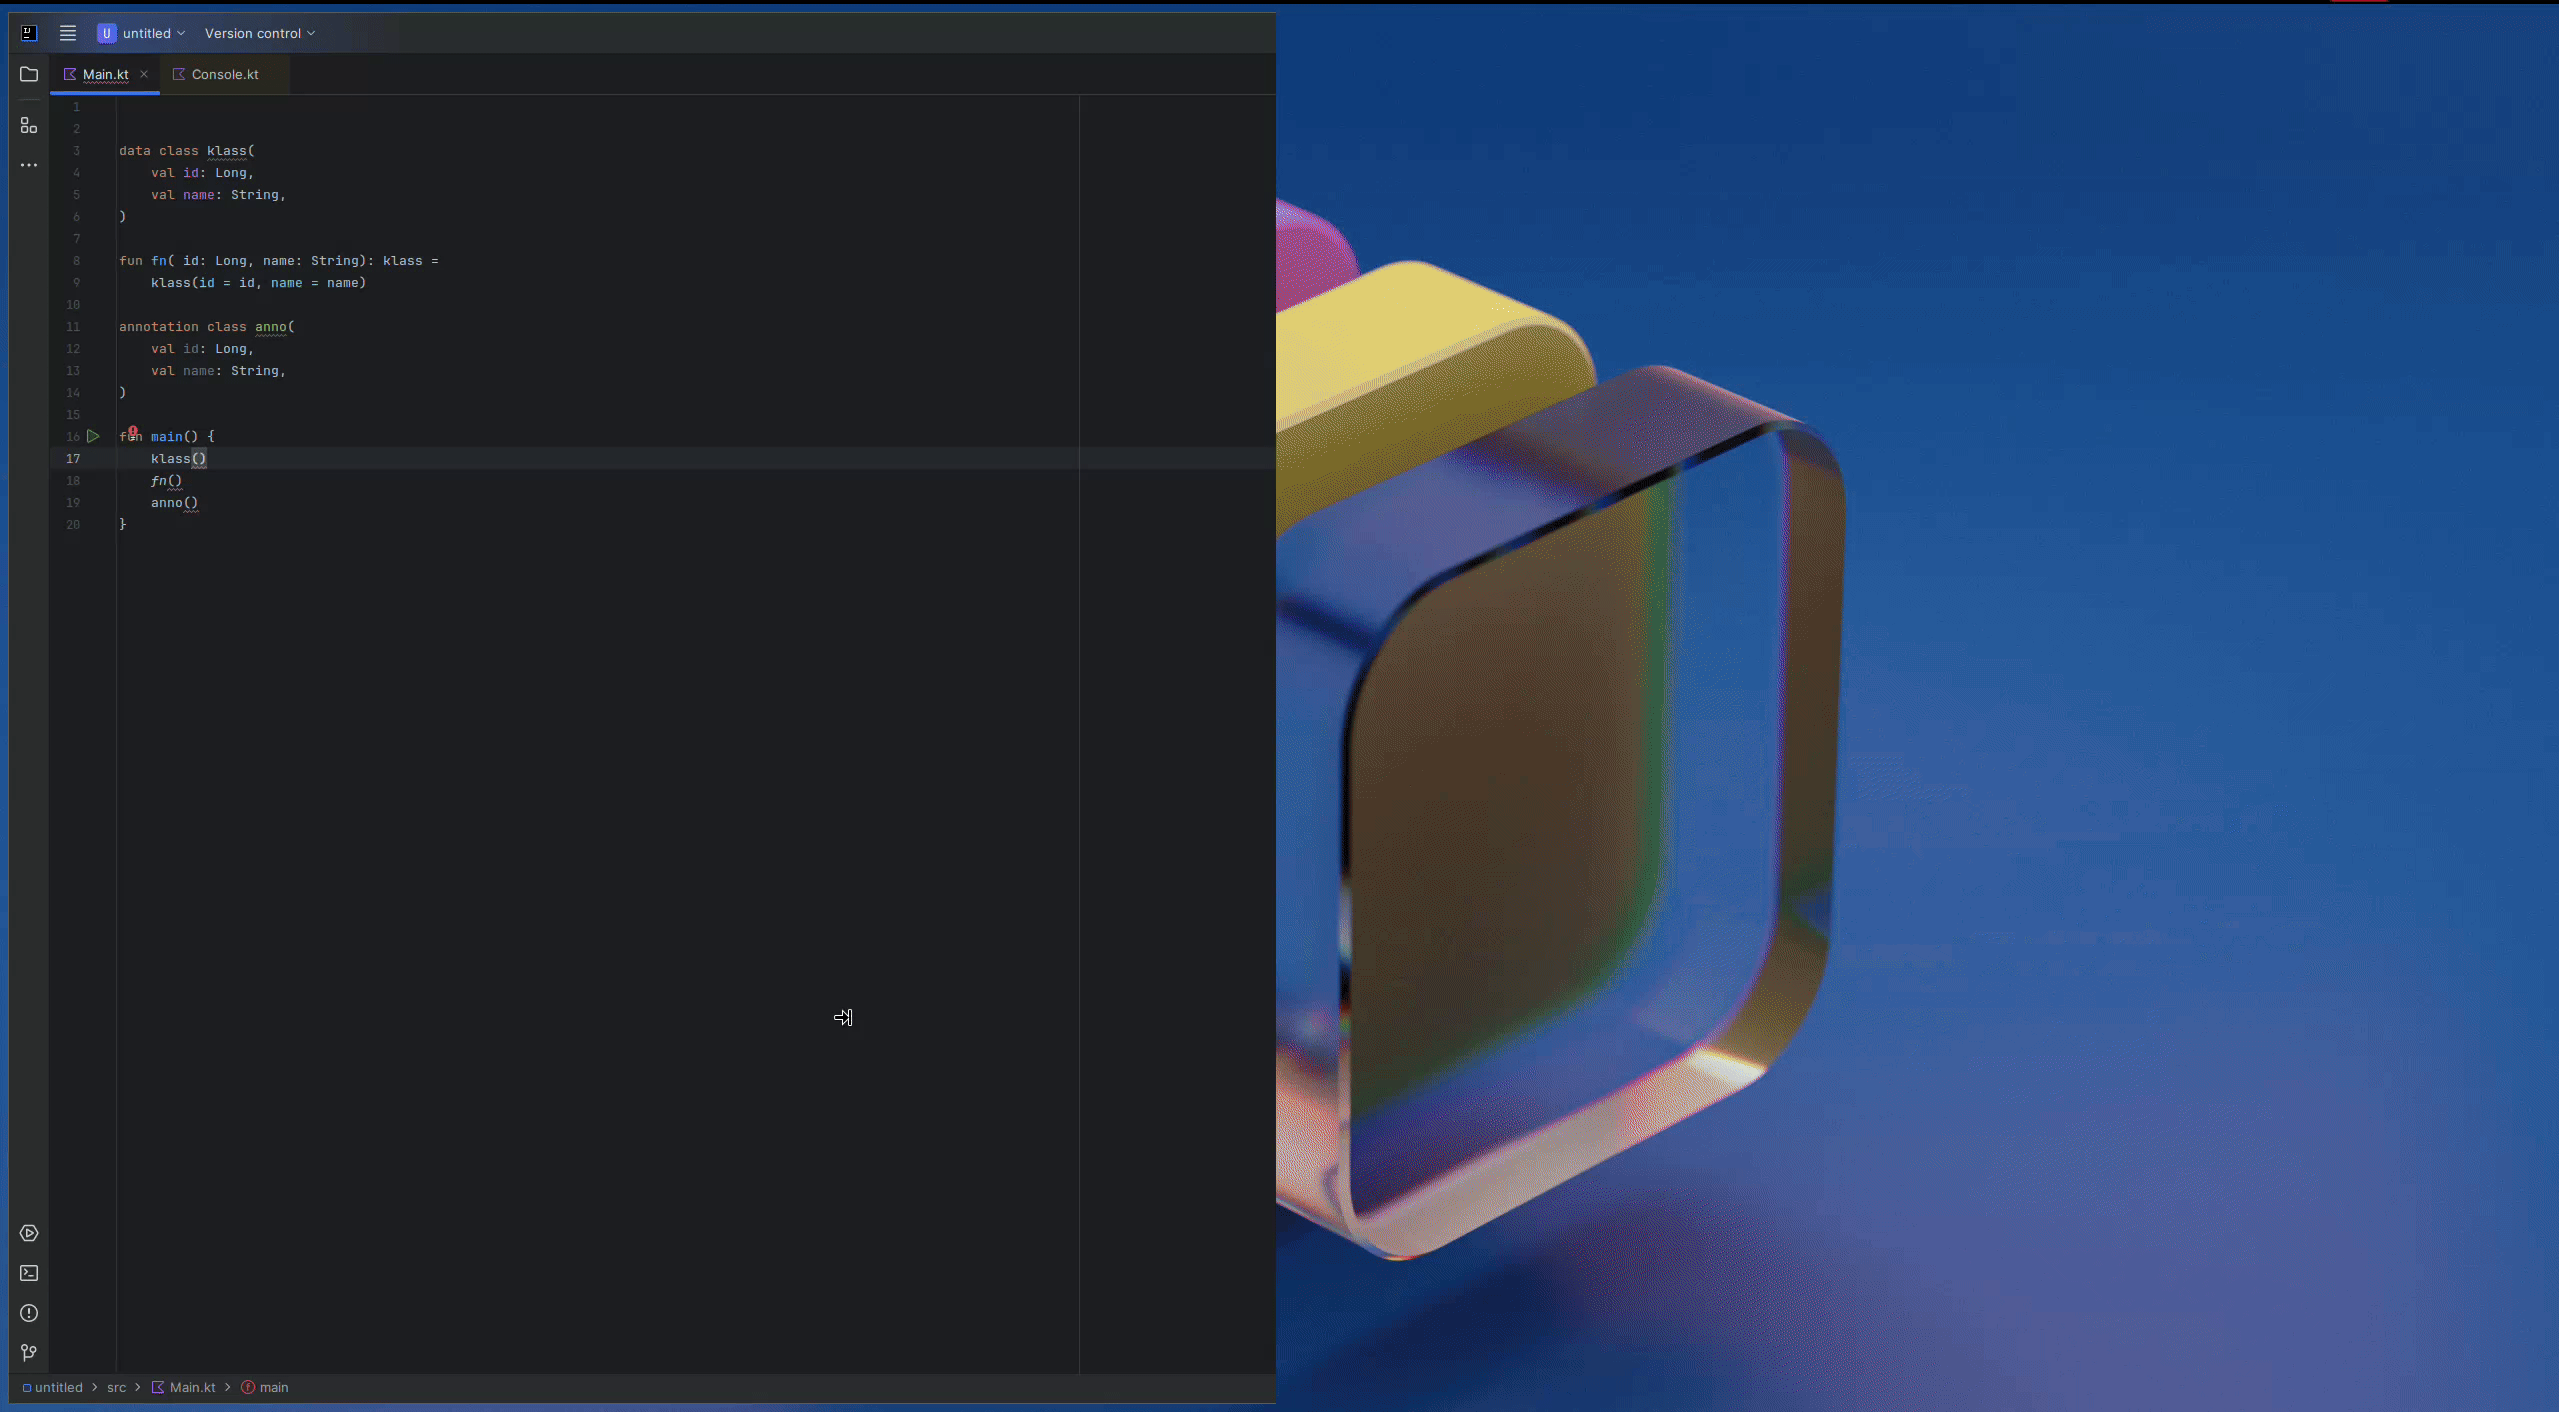 U untitled Version control
Main.kt Console.kt
1
2
3 data class klass(
4 val id: Long,
5 val name: String,
6 )
7
8 fun fn( id: Long, name: String): klass =
9 klass(id = id, name = name)
10
11 annotation class anno(
12 val id: Long,
13 val name: String,
14 )
15
16 fun main() {
17 klass()
18 fn()
19 anno()
20 }
untitled > src > Main.kt > main